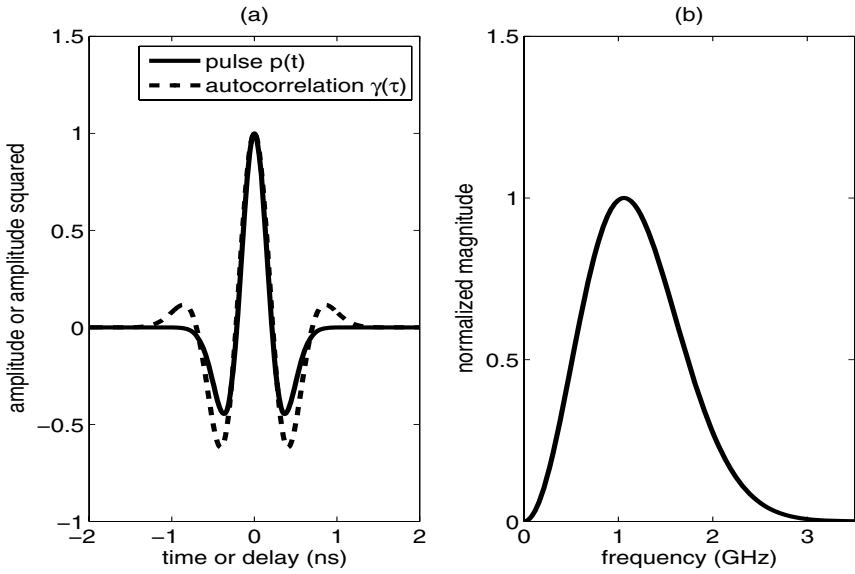 (a)
1.5
1
0.5
0
−0.5
−1
−2
−1
0
1
2
time or delay (ns)
amplitude or amplitude squared
pulse p(t)
autocorrelation γ(τ)
(b)
1.5
1
0.5
0
0
1
2
3
frequency (GHz)
normalized magnitude